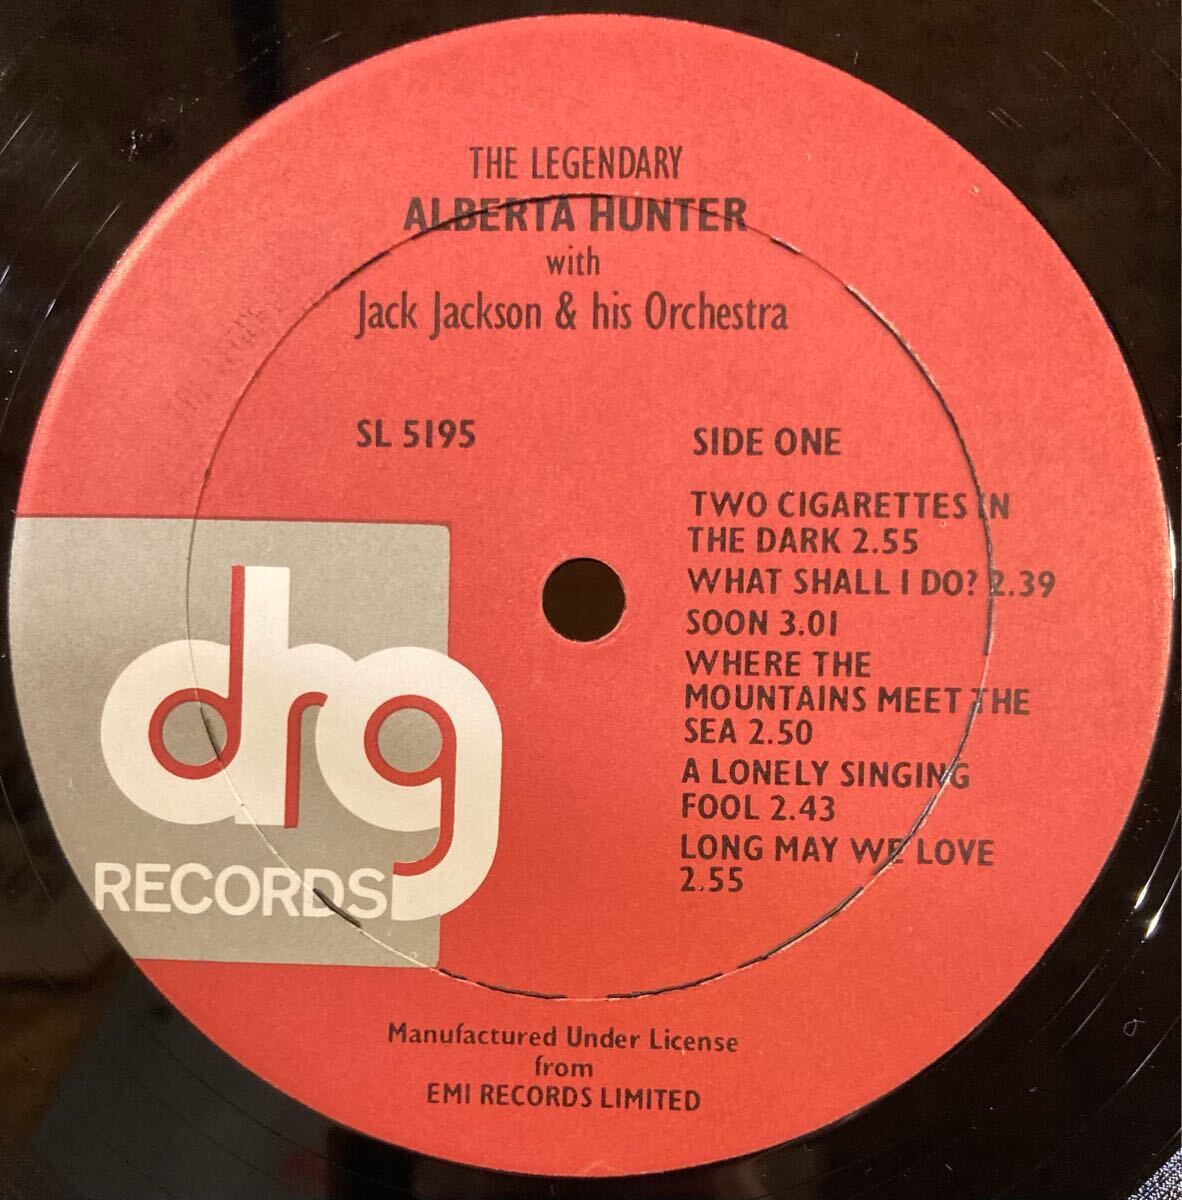 THE LEGENDARY
ALBERTA HUNTER
with
Jack Jackson & his Orchestra
SL 5195
SIDE ONE
TWO CIGARETTES IN
THE DARK 2.55
WHAT SHALL I DO? 2.39
SOON 3.01
WHERE THE
MOUNTAINS MEET THE
SEA 2.50
A LONELY SINGING
FOOL 2.43
LONG MAY WE LOVE
2.55
drg
RECORDS
Manufactured Under License
from
EMI RECORDS LIMITED